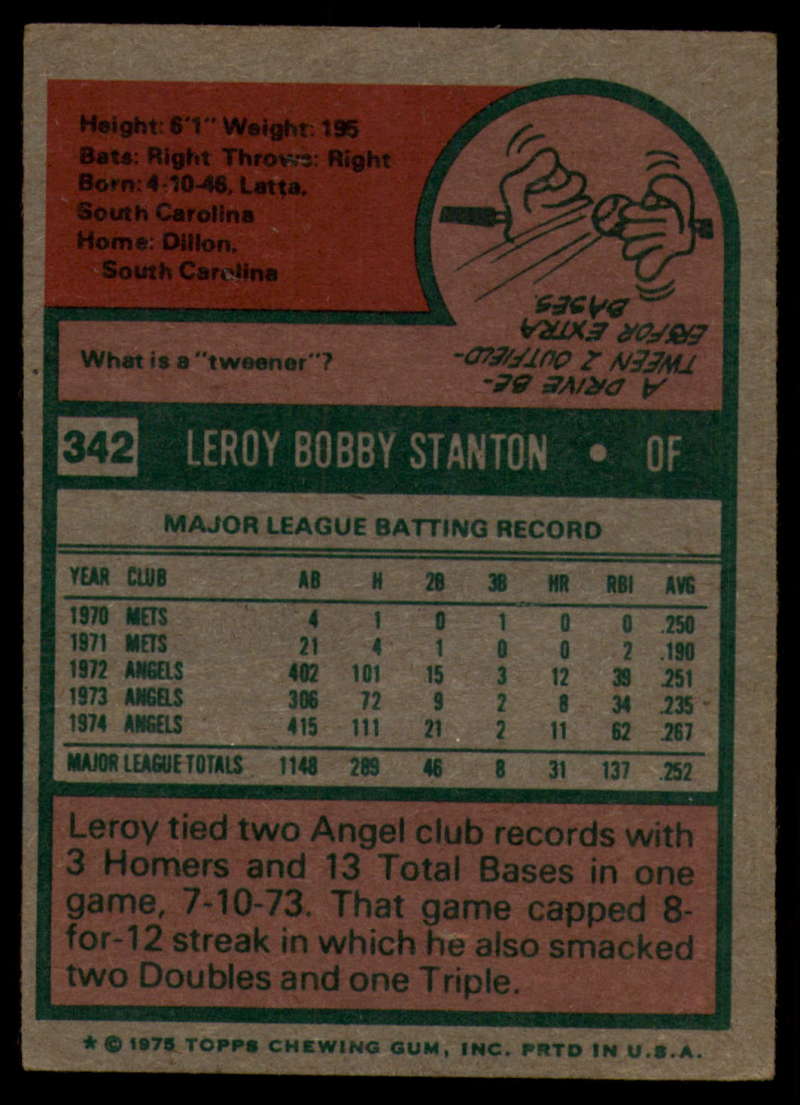 Height: 6'1" Weight: 195
Bats: Right Throws: Right
Born: 4-10-46, Latta,
South Carolina
Home: Dillon,
South Carolina
What is a "tweener"?
A DRIVE BE-
TWEEN 2 OUTFIELD-
ERS FOR EXTRA
BASES.
342 LEROY BOBBY STANTON • OF
MAJOR LEAGUE BATTING RECORD
YEAR CLUB AB H 2B 3B HR RBI AVG
1970 METS 4 1 0 1 0 0 .250
1971 METS 21 4 1 0 0 2 .190
1972 ANGELS 402 101 15 3 12 39 .251
1973 ANGELS 306 72 9 2 8 34 .235
1974 ANGELS 415 111 21 2 11 62 .267
MAJOR LEAGUE TOTALS 1148 289 46 8 31 137 .252
Leroy tied two Angel club records with
3 Homers and 13 Total Bases in one
game, 7-10-73. That game capped 8-
for-12 streak in which he also smacked
two Doubles and one Triple.
* © 1975 TOPPS CHEWING GUM, INC. PRTD IN U.S.A.